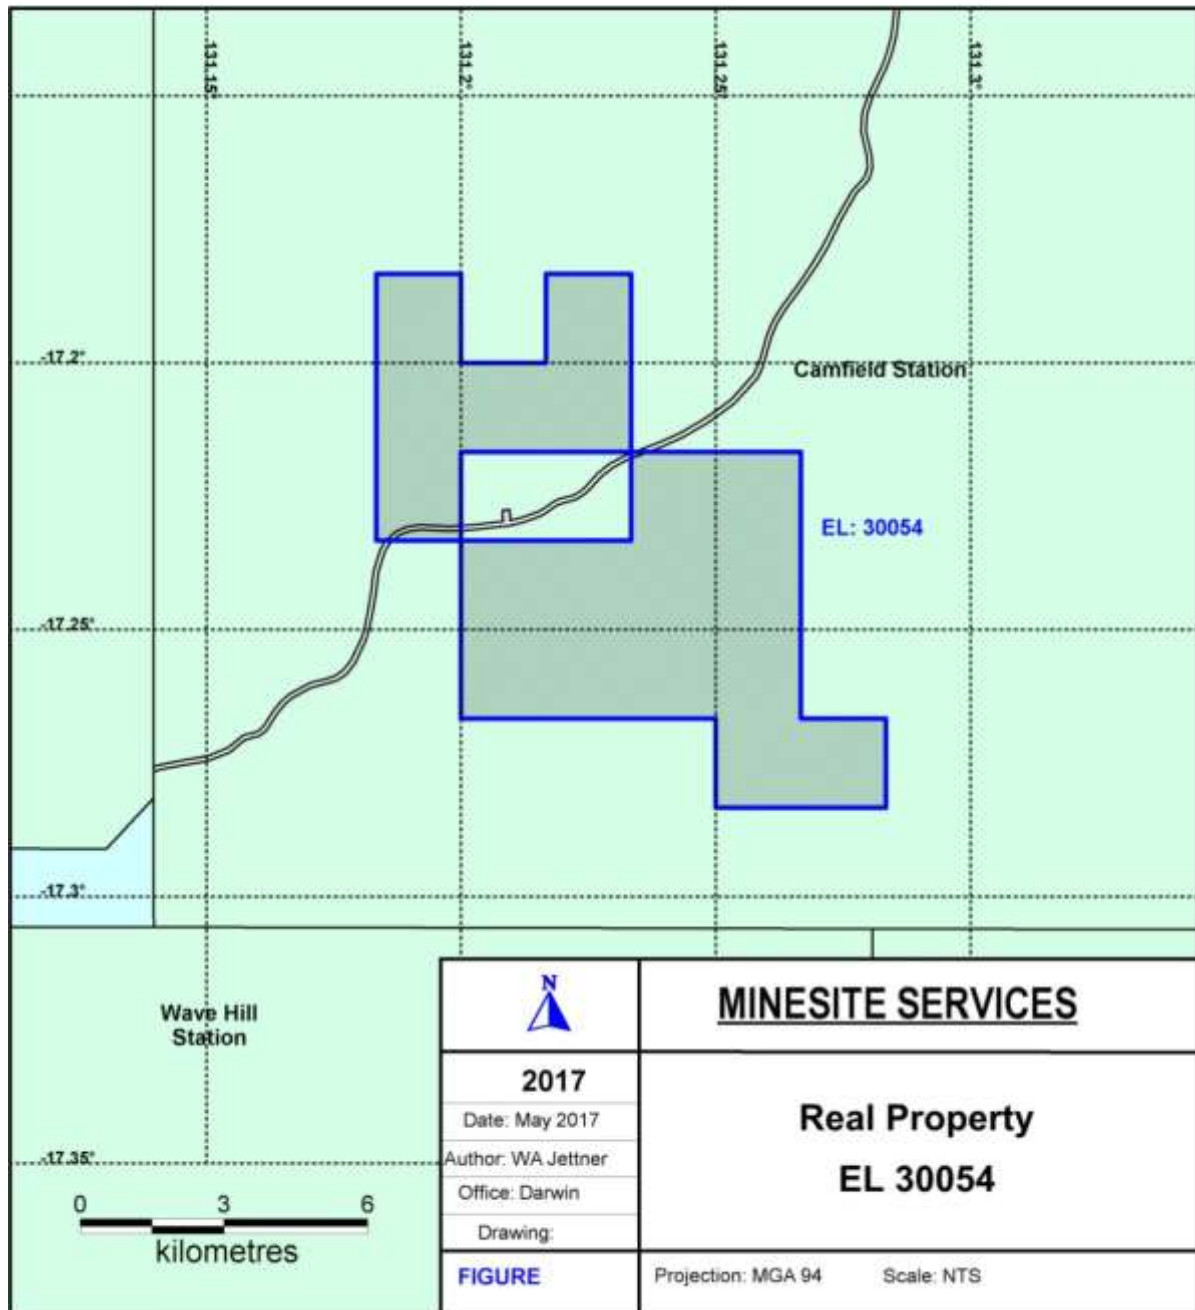 131.15°
131.2°
131.25°
131.3°
-17.2°
Camfield Station
EL: 30054
-17.25°
-17.3°
Wave Hill
Station
-17.35°
0 3 6
kilometres
N
MINESITE SERVICES
2017
Date: May 2017
Author: WA Jettner
Office: Darwin
Drawing:
FIGURE
Real Property
EL 30054
Projection: MGA 94 Scale: NTS